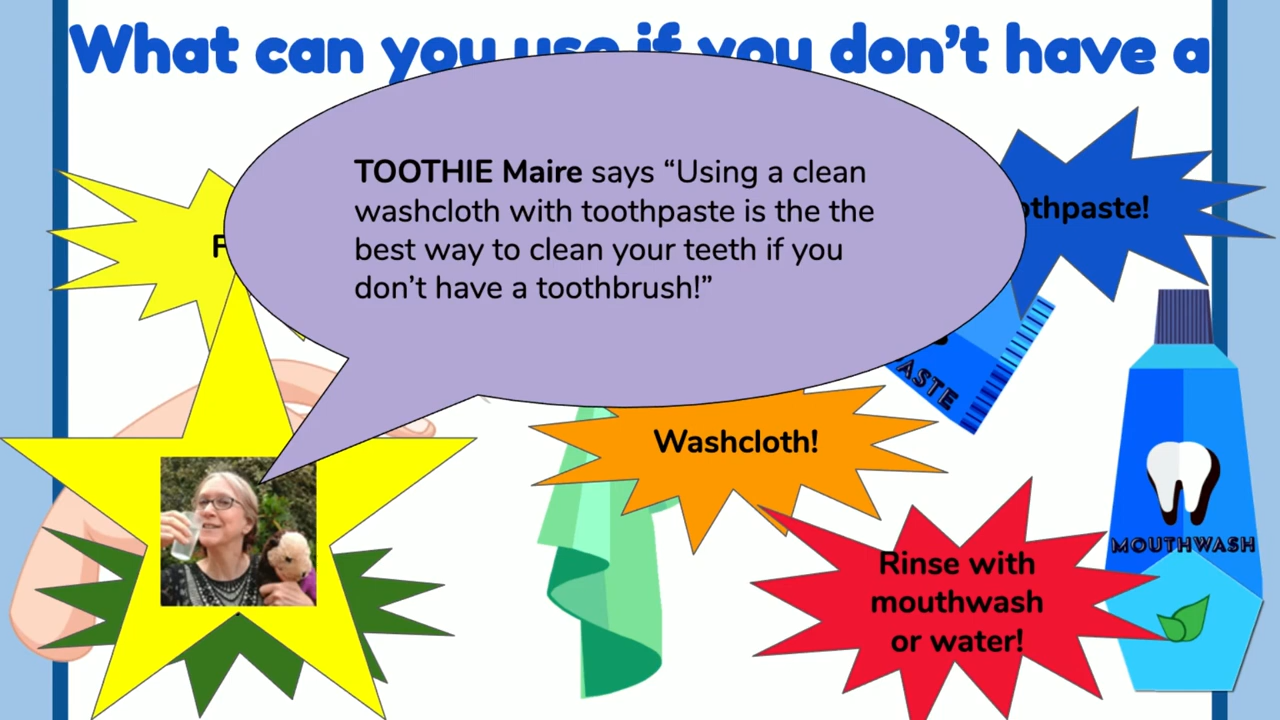 What can you use if you don't have a
TOOTHIE Maire says “Using a clean
washcloth with toothpaste is the the
best way to clean your teeth if you
don’t have a toothbrush!”
othpaste!
F
ASTE
Washcloth!
MOUTHWASH
Rinse with
mouthwash
or water!